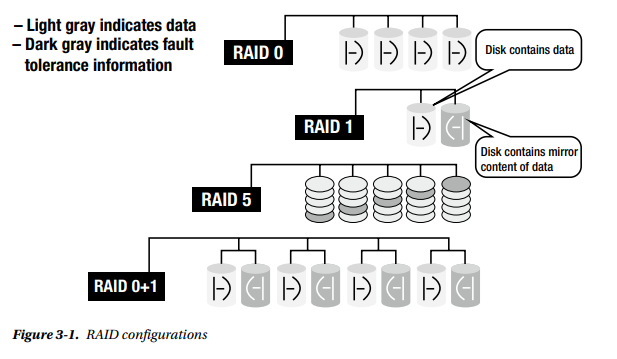 – Light gray indicates data
– Dark gray indicates fault
tolerance information
RAID 0
Disk contains data
RAID 1
Disk contains mirror
content of data
RAID 5
RAID 0+1
Figure 3-1. RAID configurations